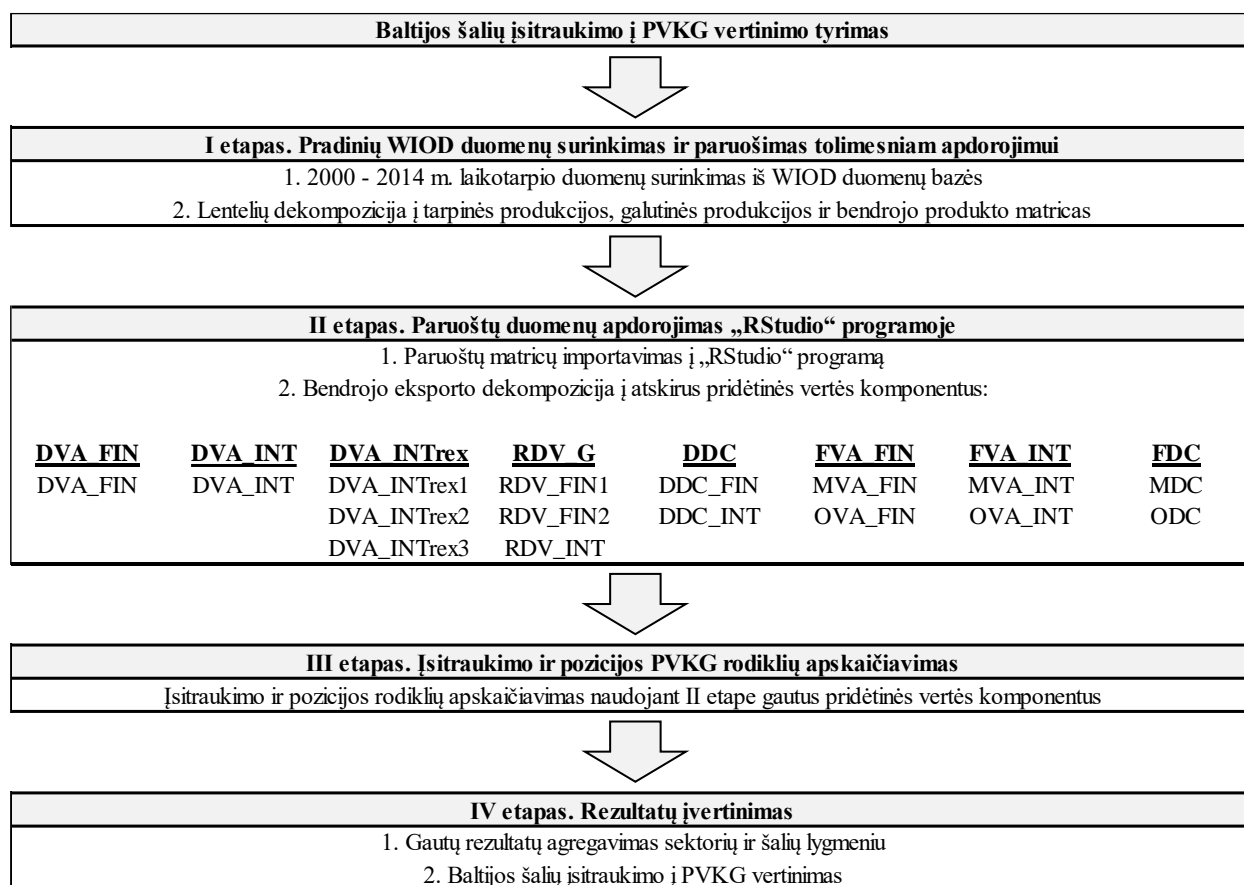 Baltijos šalių įsitraukimo į PVKG vertinimo tyrimas
I etapas. Pradinių WIOD duomenų surinkimas ir paruošimas tolimesniam apdorojimui
1. 2000 - 2014 m. laikotarpio duomenų surinkimas iš WIOD duomenų bazės
2. Lentelių dekompozicija į tarpinės produkcijos, galutinės produkcijos ir bendrojo produkto matricas
II etapas. Paruoštų duomenų apdorojimas „RStudio“ programoje
1. Paruoštų matricų importavimas į „RStudio“ programą
2. Bendrojo eksporto dekompozicija į atskirus pridėtinės vertės komponentus:
DVA_FIN DVA_INT DVA_INTrex RDV_G DDC FVA_FIN FVA_INT FDC
DVA_FIN DVA_INT DVA_INTrex1 RDV_FIN1 DDC_FIN MVA_FIN MVA_INT MDC
DVA_INTrex2 RDV_FIN2 DDC_INT OVA_FIN OVA_INT ODC
DVA_INTrex3 RDV_INT
III etapas. Įsitraukimo ir pozicijos PVKG rodiklių apskaičiavimas
Įsitraukimo ir pozicijos rodiklių apskaičiavimas naudojant II etape gautus pridėtinės vertės komponentus
IV etapas. Rezultatų įvertinimas
1. Gautų rezultatų agregavimas sektorių ir šalių lygmeniu
2. Baltijos šalių įsitraukimo į PVKG vertinimas